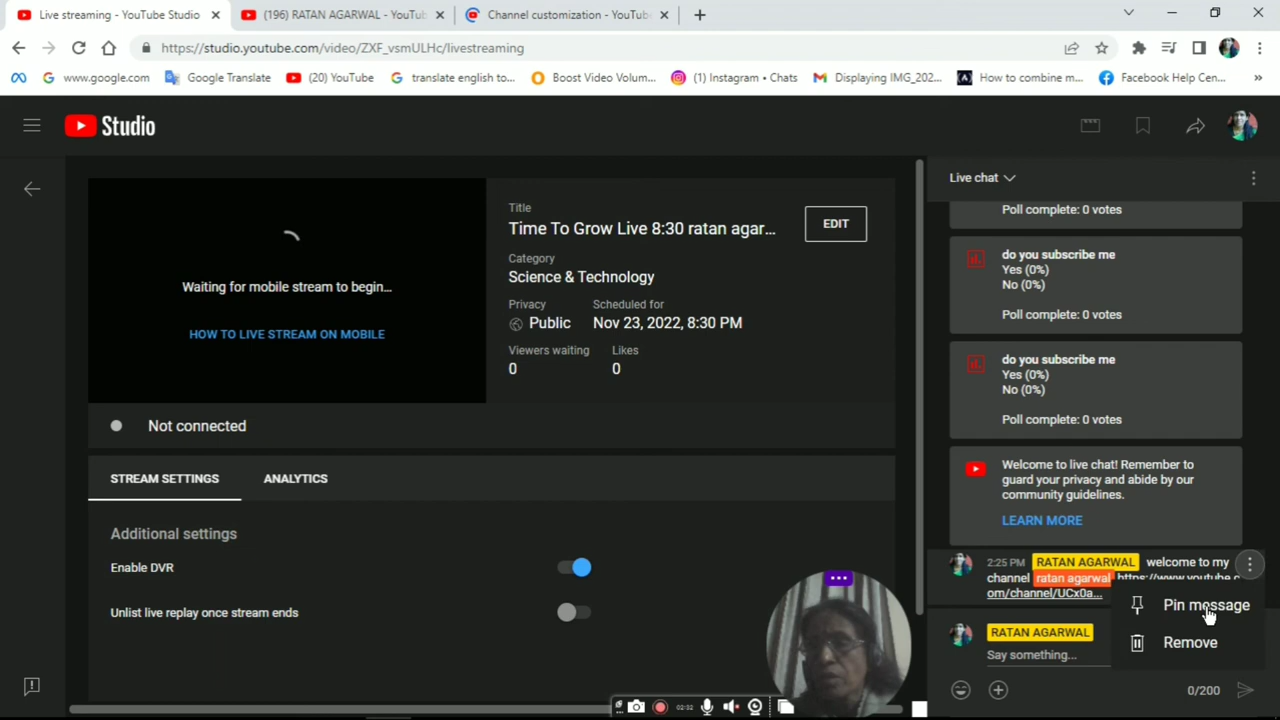 Live streaming - YouTube Studio
(196) RATAN AGARWAL - YouTub
Channel customization - YouTub
https://studio.youtube.com/video/ZXF_vsmULHc/livestreaming
www.google.com
Google Translate
(20) YouTube
translate english to...
Boost Video Volum...
(1) Instagram • Chats
Displaying IMG_202...
How to combine m...
Facebook Help Cen...
Studio
Waiting for mobile stream to begin...
HOW TO LIVE STREAM ON MOBILE
Title
Time To Grow Live 8:30 ratan agar...
EDIT
Category
Science & Technology
Privacy
Scheduled for
Public
Nov 23, 2022, 8:30 PM
Viewers waiting
Likes
0
0
Not connected
STREAM SETTINGS
ANALYTICS
Additional settings
Enable DVR
Unlist live replay once stream ends
Live chat
Poll complete: 0 votes
do you subscribe me
Yes (0%)
No (0%)
Poll complete: 0 votes
do you subscribe me
Yes (0%)
No (0%)
Poll complete: 0 votes
Welcome to live chat! Remember to
guard your privacy and abide by our
community guidelines.
LEARN MORE
2:25 PM RATAN AGARWAL welcome to my
channel ratan agarwal https://www.youtube.c
om/channel/UCx0a...
Pin message
Remove
RATAN AGARWAL
Say something...
0/200
02:32